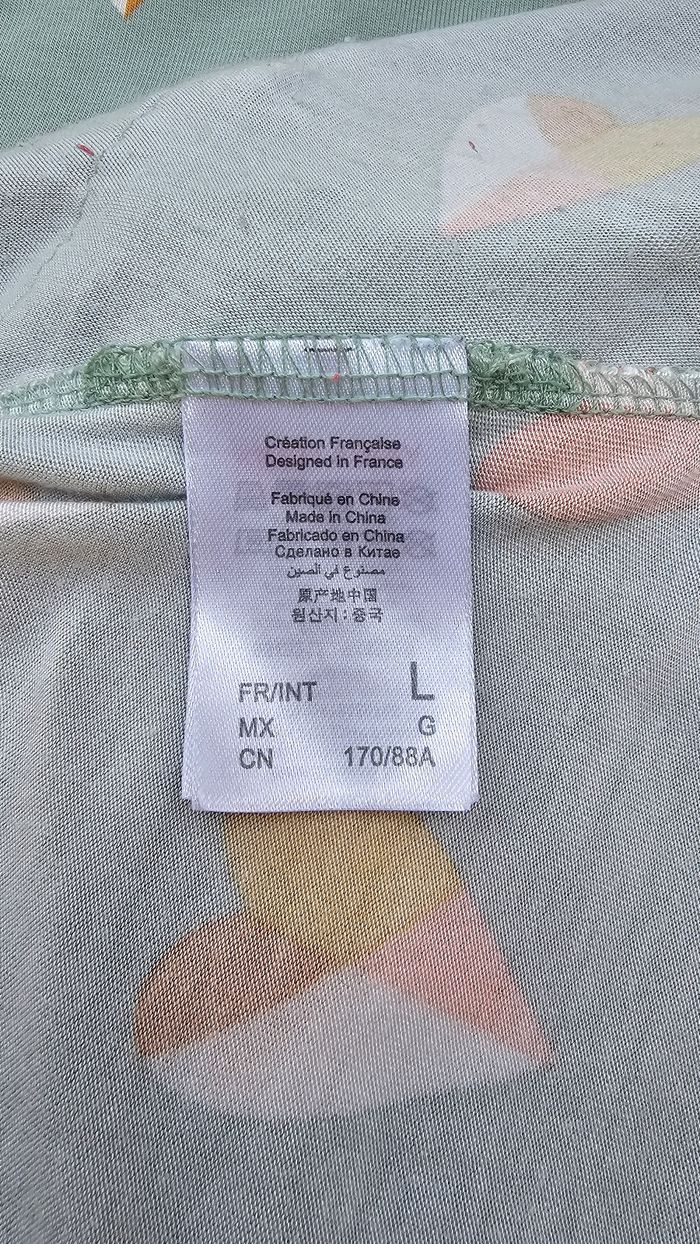 Création Française
Designed in France
Fabriqué en Chine
Made in China
Fabricado en China
Сделано в Китае
مصنوع في الصين
原产地中国
원산지 : 중국
FR/INT L
MX G
CN 170/88A